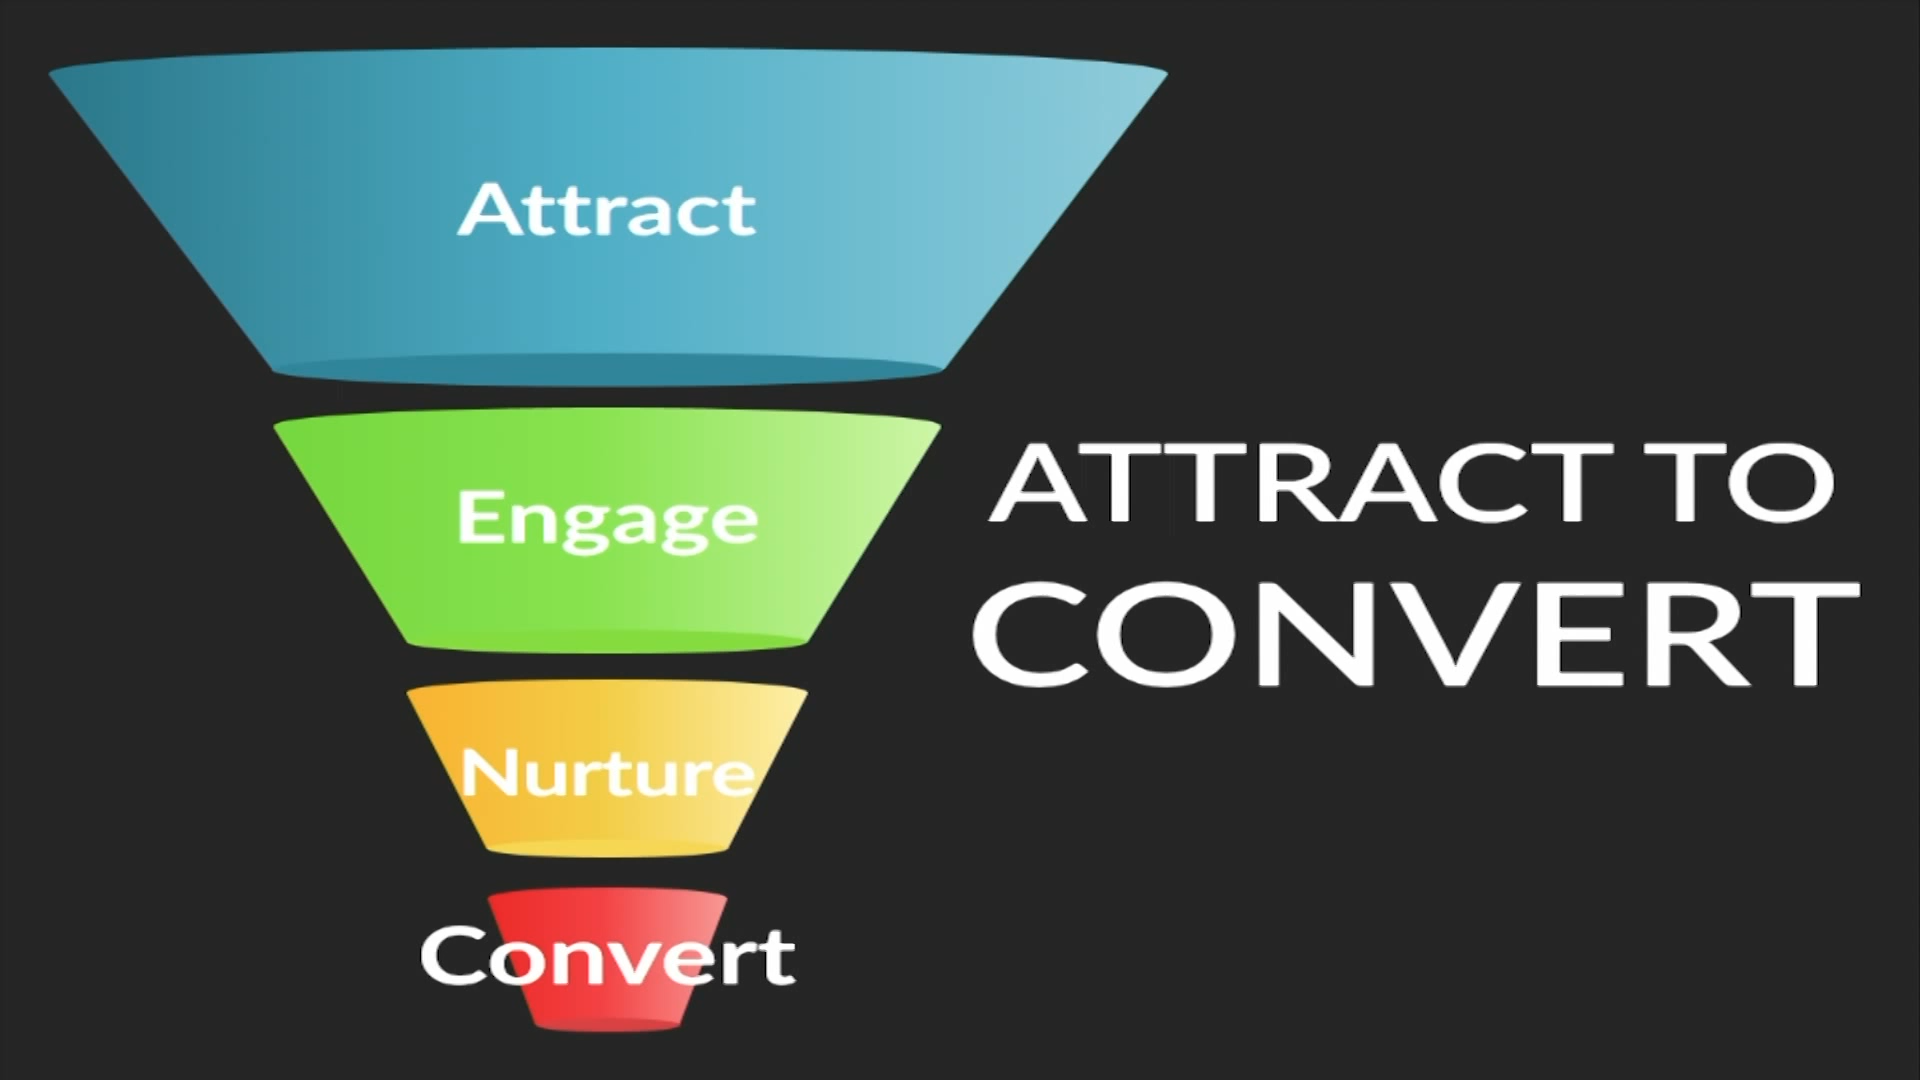 Attract
Engage
Nurture
Convert
ATTRACT TO
CONVERT